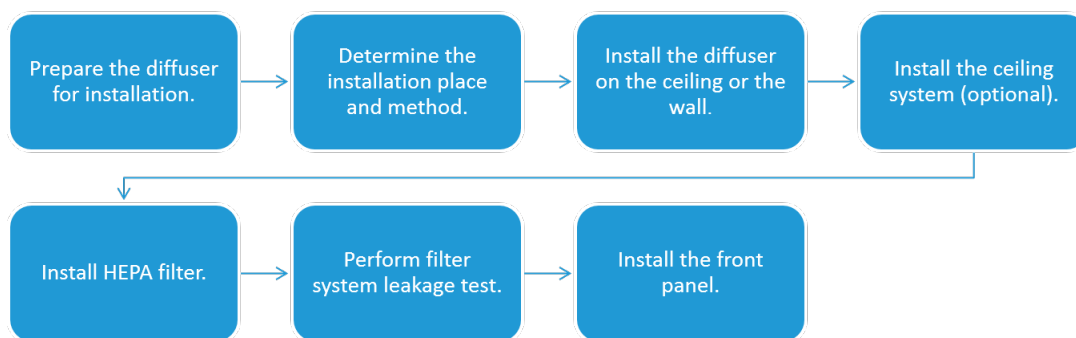 Prepare the diffuser
for installation.
Determine the
installation place
and method.
Install the diffuser
on the ceiling or the
wall.
Install the ceiling
system (optional).
Install HEPA filter.
Perform filter
system leakage test.
Install the front
panel.